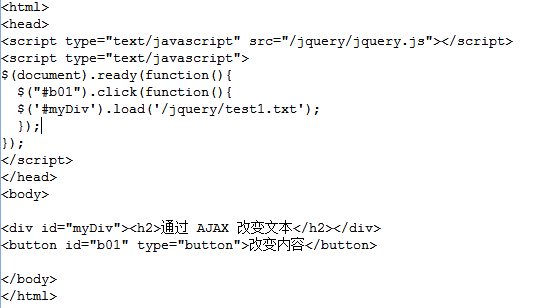 <html>
<head>
<script type="text/javascript" src="/jquery/jquery.js"></script>
<script type="text/javascript">
$(document).ready(function(){
  $("#b01").click(function(){
  $('#myDiv').load('/jquery/test1.txt');
  });
});
</script>
</head>
<body>

<div id="myDiv"><h2>通过 AJAX 改变文本</h2></div>
<button id="b01" type="button">改变内容</button>

</body>
</html>